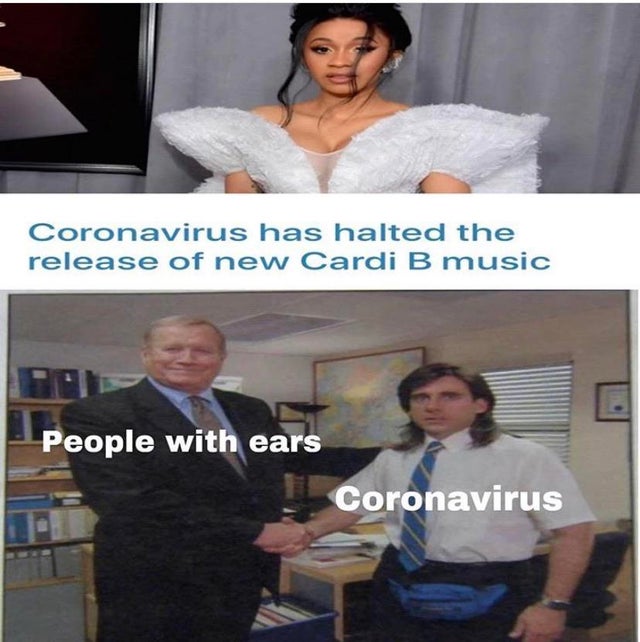 Coronavirus has halted the
release of new Cardi B music
People with ears
Coronavirus